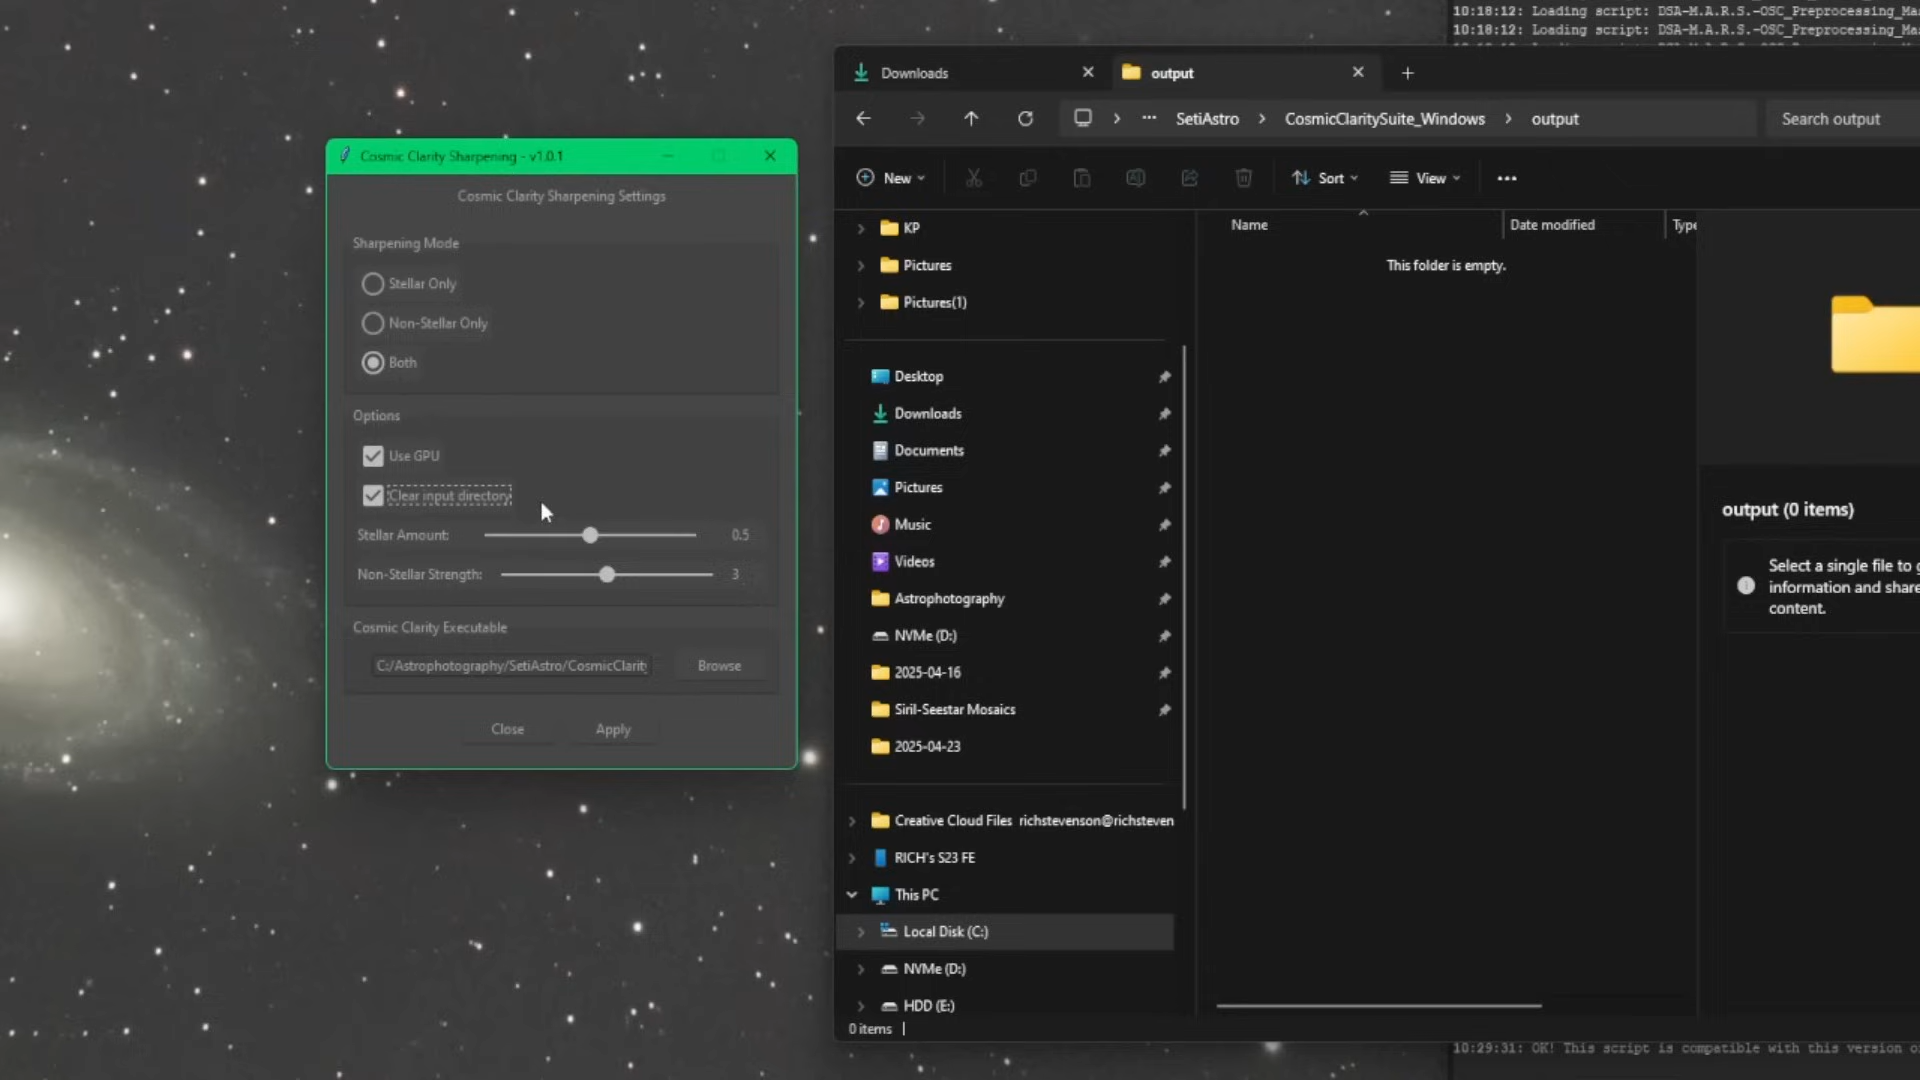 10:18:12: Loading script: DSA-M.A.R.S.-OSC_Preprocessing_Mas
10:18:12: Loading script: DSA-M.A.R.S.-OSC_Preprocessing_Mas
Downloads
output
SetiAstro
CosmicClaritySuite_Windows
output
Search output
Cosmic Clarity Sharpening - v1.0.1
Cosmic Clarity Sharpening Settings
Sharpening Mode
Stellar Only
Non-Stellar Only
Both
Options
Use GPU
Clear input directory
Stellar Amount:
0.5
Non-Stellar Strength:
3
Cosmic Clarity Executable
C:/Astrophotography/SetiAstro/CosmicClarit
Browse
Close
Apply
New
Sort
View
KP
Pictures
Pictures(1)
Desktop
Downloads
Documents
Pictures
Music
Videos
Astrophotography
NVMe (D:)
2025-04-16
Siril-Seestar Mosaics
2025-04-23
Creative Cloud Files richstevenson@richsteven
RICH's S23 FE
This PC
Local Disk (C:)
NVMe (D:)
HDD (E:)
0 items
Name
Date modified
Type
This folder is empty.
output (0 items)
Select a single file to g
information and share
content.
10:29:31: OK! This script is compatible with this version o